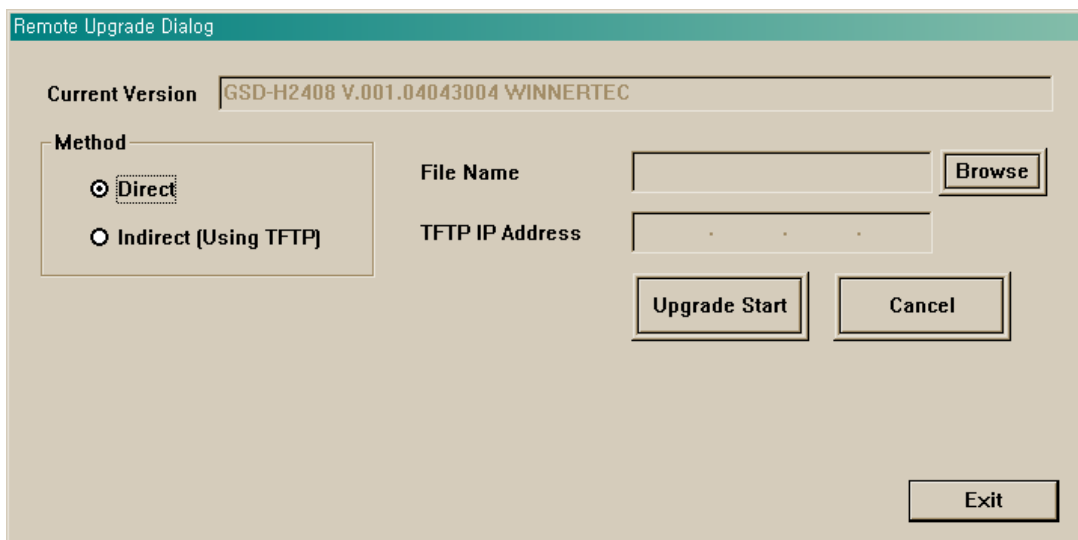 Remote Upgrade Dialog
Current Version GSD-H2408 V.001.04043004 WINNERTEC
Method
Direct
Indirect (Using TFTP)
File Name
Browse
TFTP IP Address . . .
Upgrade Start
Cancel
Exit